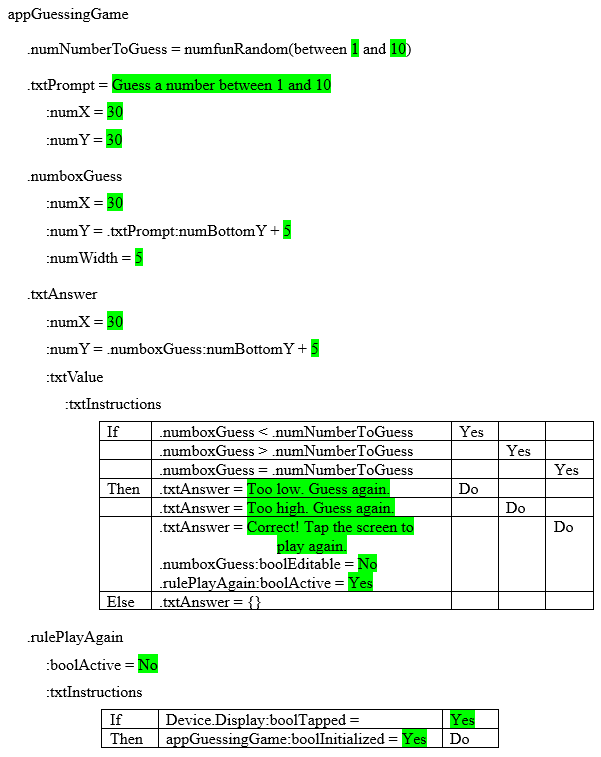 appGuessingGame
.numNumberToGuess = numfunRandom(between 1 and 10)
.txtPrompt = Guess a number between 1 and 10
:numX = 30
:numY = 30
.numboxGuess
:numX = 30
:numY = .txtPrompt:numBottomY + 5
:numWidth = 5
.txtAnswer
:numX = 30
:numY = .numboxGuess:numBottomY + 5
:txtValue
:txtInstructions
If .numboxGuess < .numNumberToGuess Yes
.numboxGuess > .numNumberToGuess Yes
.numboxGuess = .numNumberToGuess Yes
Then .txtAnswer = Too low. Guess again. Do
.txtAnswer = Too high. Guess again. Do
.txtAnswer = Correct! Tap the screen to Do
play again.
.numboxGuess:boolEditable = No
.rulePlayAgain:boolActive = Yes
Else .txtAnswer = {}
.rulePlayAgain
:boolActive = No
:txtInstructions
If Device.Display:boolTapped = Yes
Then appGuessingGame:boolInitialized = Yes Do